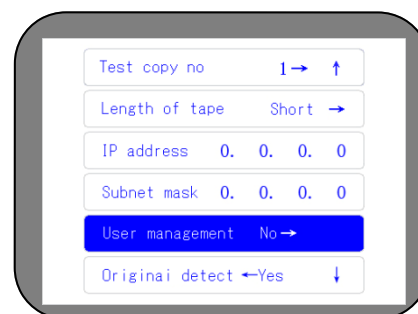 Test copy no 1→ ↑
Length of tape Short →
IP address 0. 0. 0. 0
Subnet mask 0. 0. 0. 0
User management No→
Originai detect ←Yes ↓